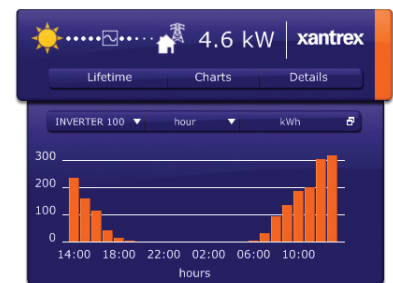 4.6 kW xantrex
Lifetime Charts Details
INVERTER 100 hour kWh
300
200
100
0
14:00 18:00 22:00 02:00 06:00 10:00
hours